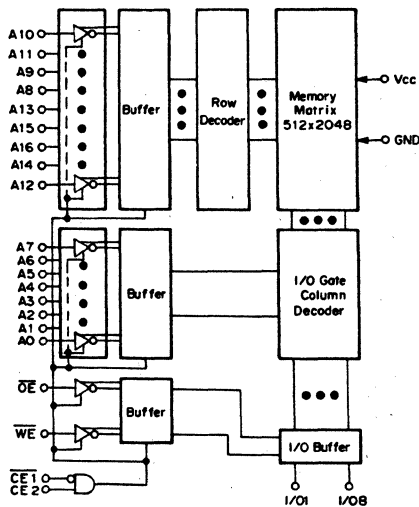 A10
A11
A9
A8
A13
A15
A16
A14
A12
Buffer
Row
Decoder
Memory
Matrix
512x2048
Vcc
GND
A7
A6
A5
A4
A3
A2
A1
A0
Buffer
I/O Gate
Column
Decoder
OE
WE
Buffer
I/O Buffer
CE1
CE2
I/O1
I/O8